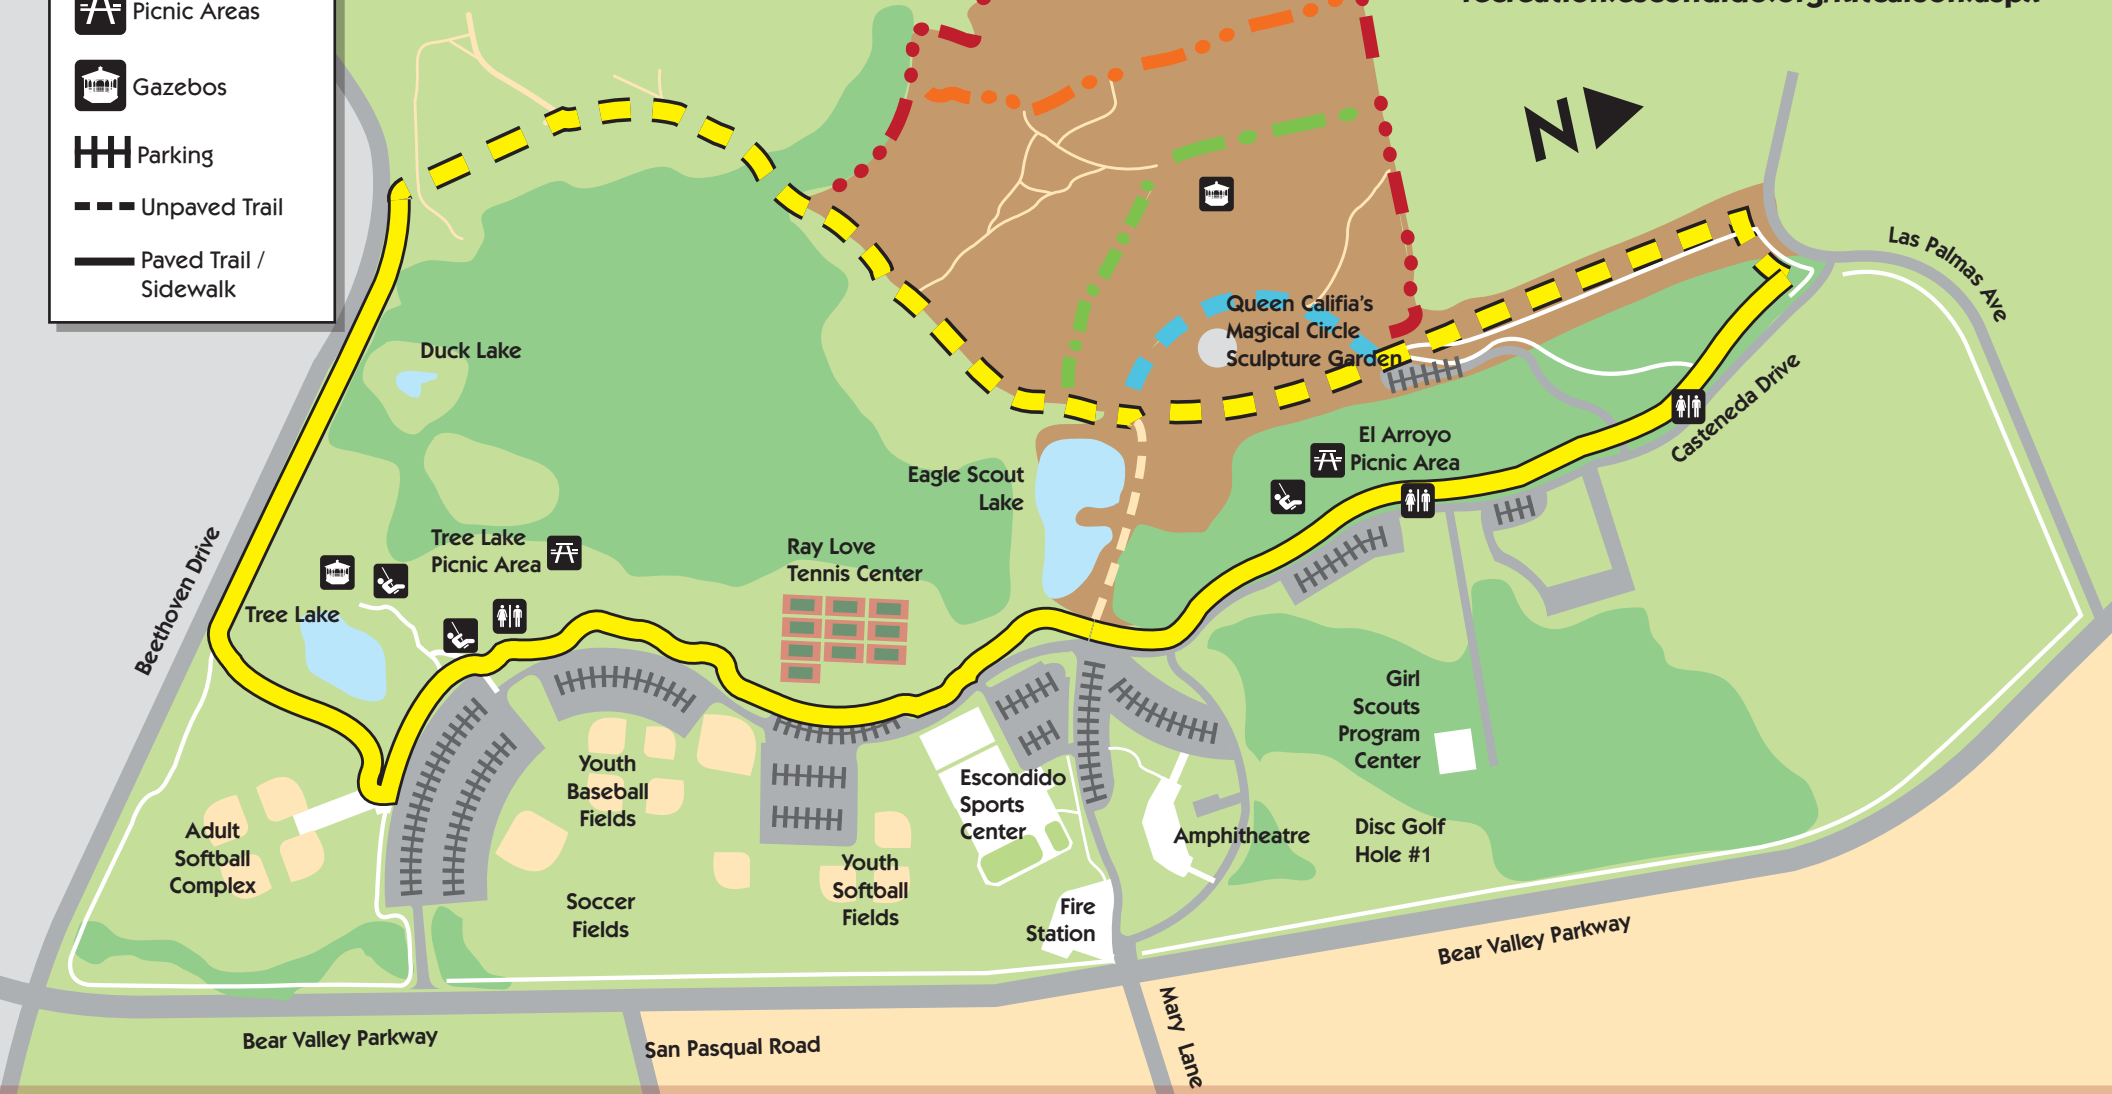 Picnic Areas
Gazebos
Parking
Unpaved Trail
Paved Trail /
Sidewalk
N
Las Palmas Ave
Queen Califia's
Magical Circle
Sculpture Garden
Duck Lake
Casteneda Drive
El Arroyo
Picnic Area
Eagle Scout
Lake
Beethoven Drive
Tree Lake
Picnic Area
Ray Love
Tennis Center
Tree Lake
Girl
Scouts
Program
Center
Youth
Baseball
Fields
Escondido
Sports
Center
Adult
Softball
Complex
Amphitheatre
Disc Golf
Hole #1
Youth
Softball
Fields
Soccer
Fields
Fire
Station
Bear Valley Parkway
Bear Valley Parkway
San Pasqual Road
Mary Lane